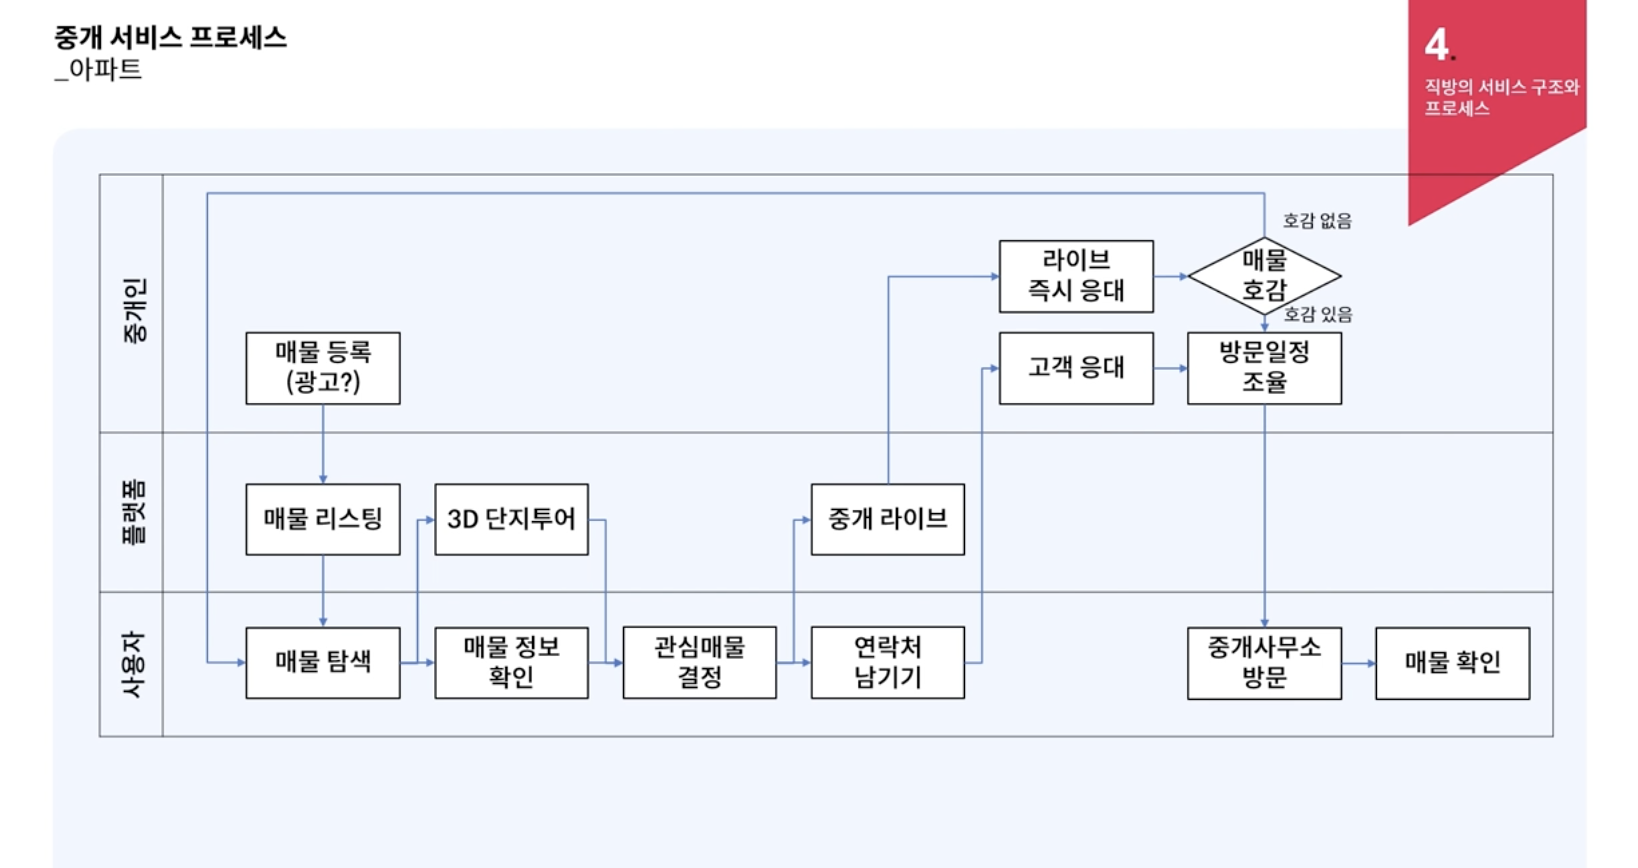 중개 서비스 프로세스
_아파트
4.
직방의 서비스 구조와
프로세스
중개인
호감 없음
라이브
즉시 응대
매물
호감
호감 있음
매물 등록
(광고?)
고객 응대
방문일정
조율
플랫폼
매물 리스팅
3D 단지투어
중개 라이브
사용자
매물 탐색
매물 정보
확인
관심매물
결정
연락처
남기기
중개사무소
방문
매물 확인